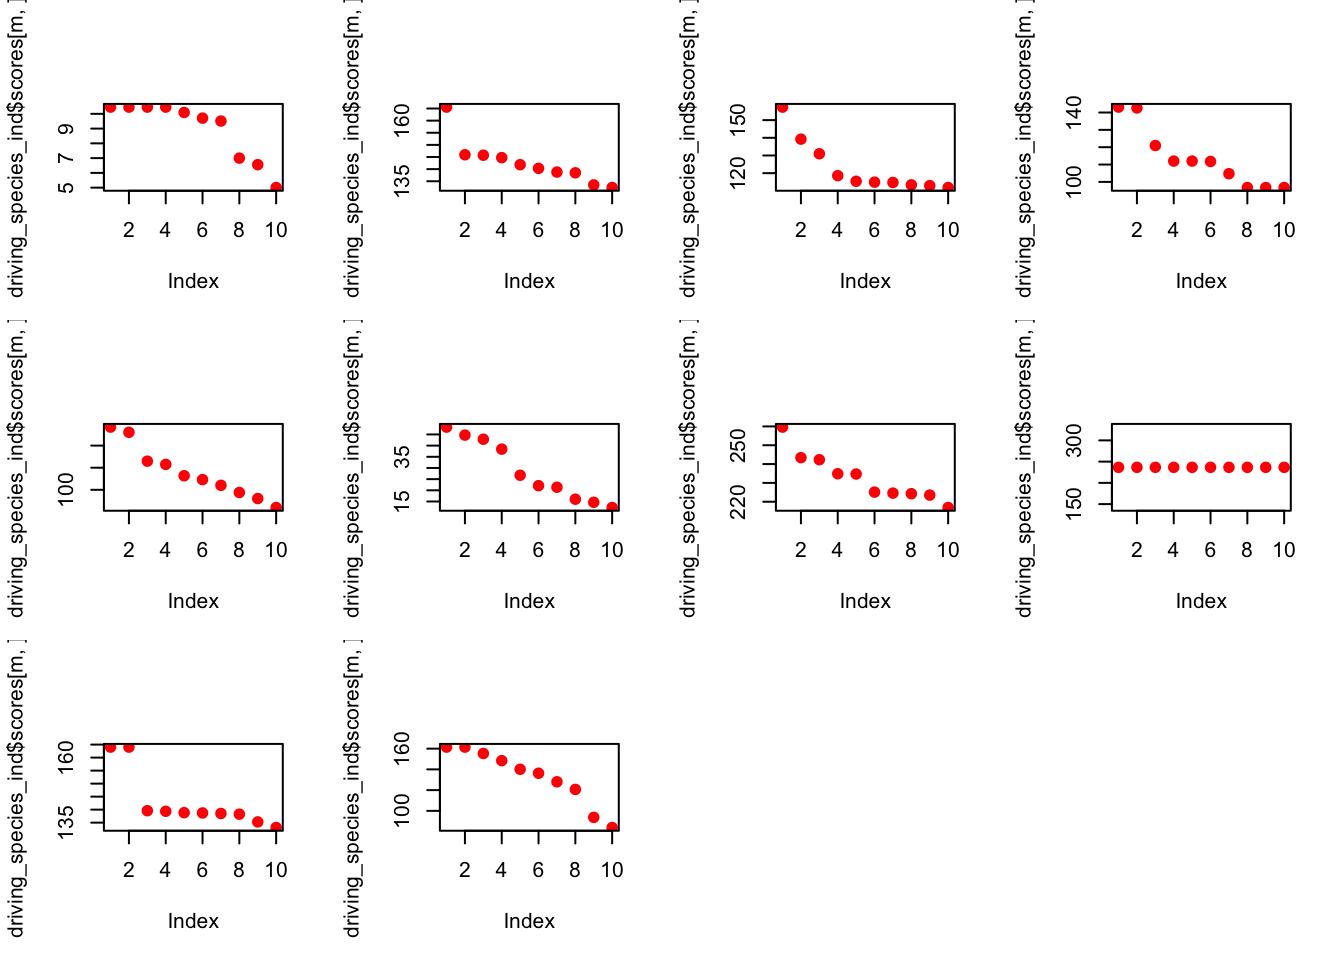 driving_species_ind$scores[m, ]
9
7
5
2 4 6 8 10
Index
driving_species_ind$scores[m, ]
160
135
2 4 6 8 10
Index
driving_species_ind$scores[m, ]
150
120
2 4 6 8 10
Index
driving_species_ind$scores[m, ]
140
100
2 4 6 8 10
Index
driving_species_ind$scores[m, ]
100
2 4 6 8 10
Index
driving_species_ind$scores[m, ]
35
15
2 4 6 8 10
Index
driving_species_ind$scores[m, ]
250
220
2 4 6 8 10
Index
driving_species_ind$scores[m, ]
300
150
2 4 6 8 10
Index
driving_species_ind$scores[m, ]
160
135
2 4 6 8 10
Index
driving_species_ind$scores[m, ]
160
100
2 4 6 8 10
Index